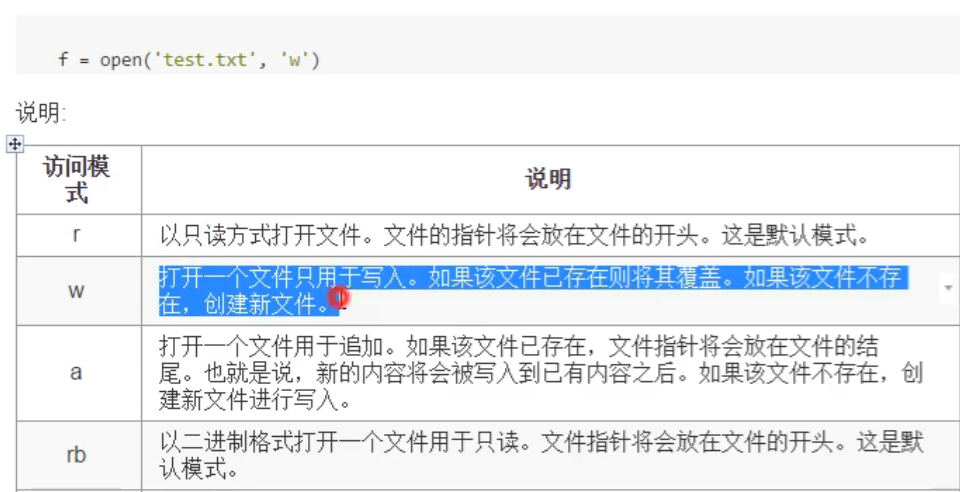 f = open('test.txt', 'w')
说明:
访问模
式
说明
r
以只读方式打开文件。文件的指针将会放在文件的开头。这是默认模式。
w
打开一个文件只用于写入。如果该文件已存在则将其覆盖。如果该文件不存
在，创建新文件。
a
打开一个文件用于追加。如果该文件已存在，文件指针将会放在文件的结
尾。也就是说，新的内容将会被写入到已有内容之后。如果该文件不存在，创
建新文件进行写入。
rb
以二进制格式打开一个文件用于只读。文件指针将会放在文件的开头。这是默
认模式。